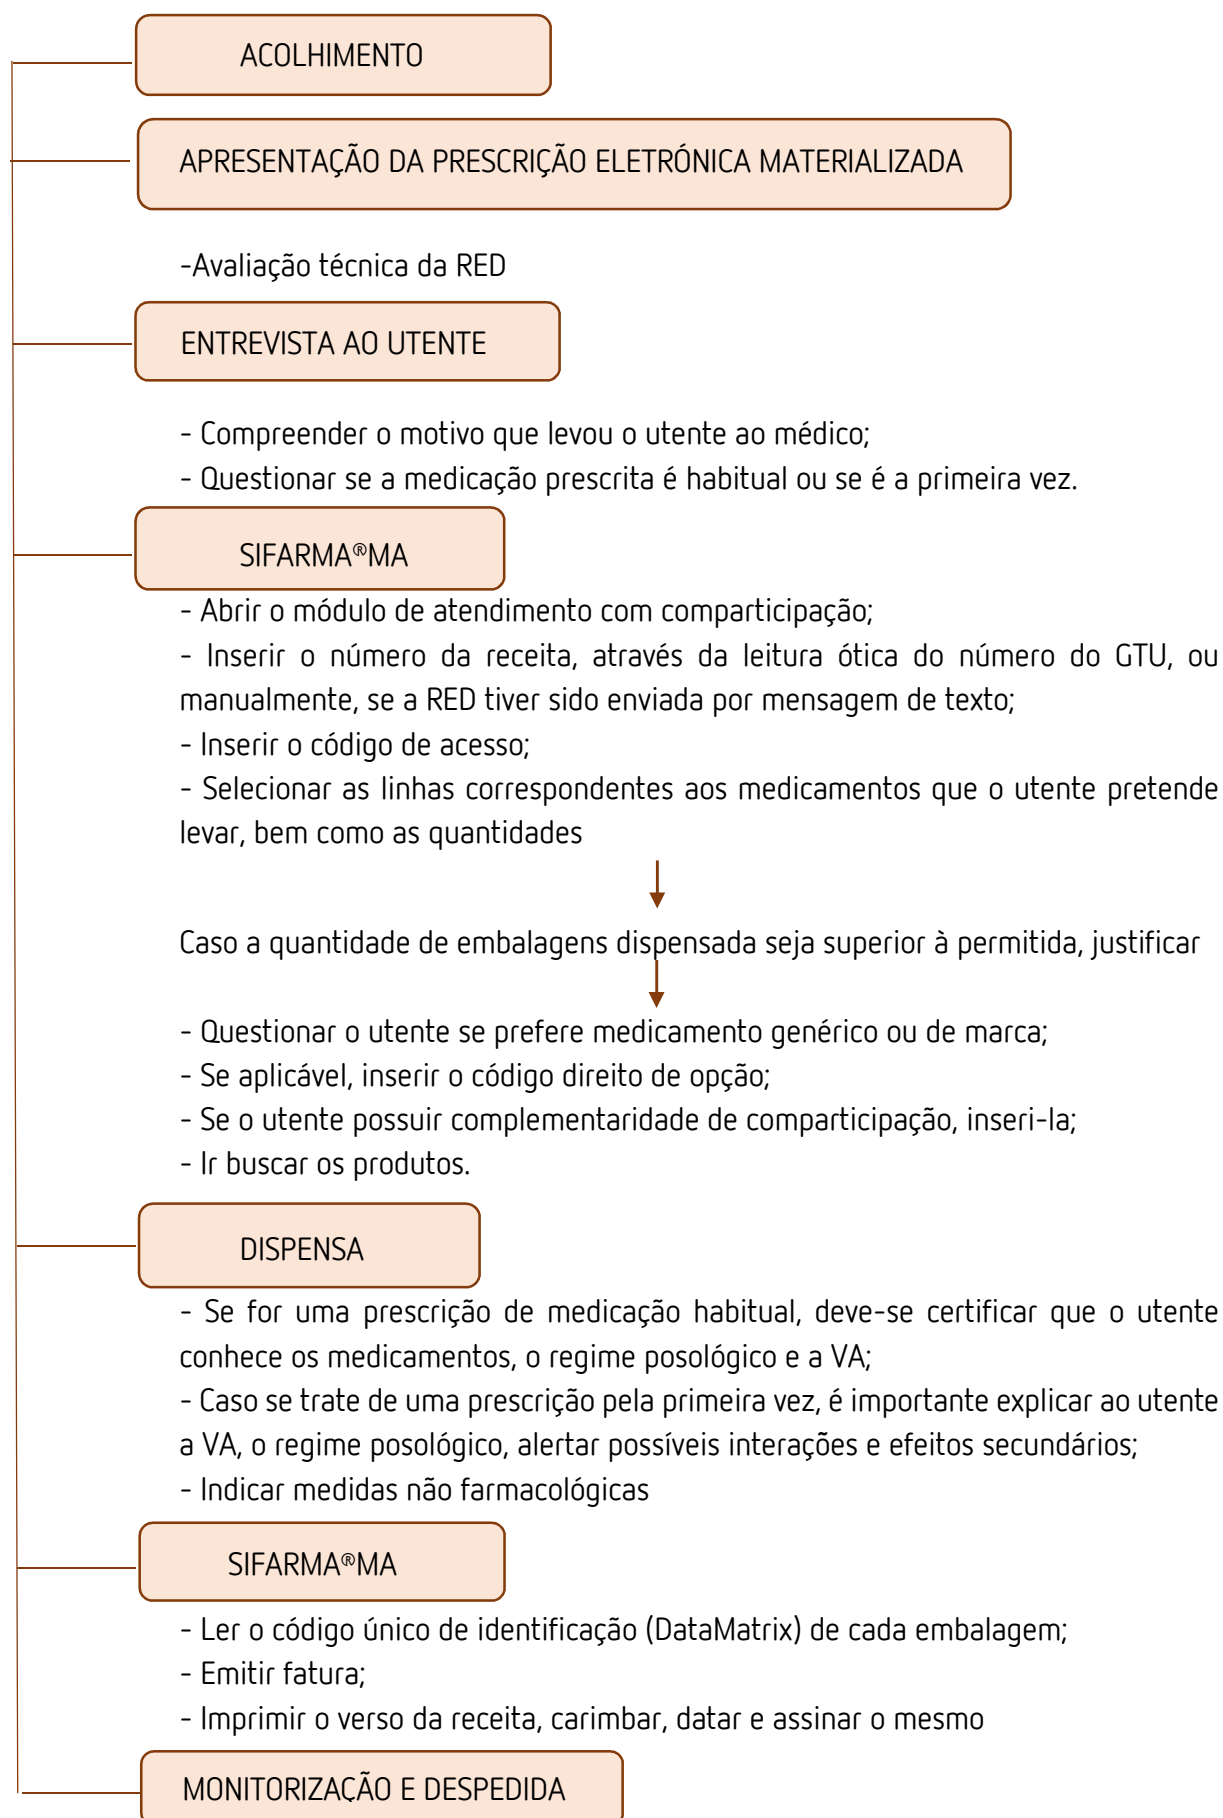 ACOLHIMENTO
APRESENTAÇÃO DA PRESCRIÇÃO ELETRÓNICA MATERIALIZADA
-Avaliação técnica da RED
ENTREVISTA AO UTENTE
- Compreender o motivo que levou o utente ao médico;
- Questionar se a medicação prescrita é habitual ou se é a primeira vez.
SIFARMA®MA
- Abrir o módulo de atendimento com comparticipação;
- Inserir o número da receita, através da leitura ótica do número do GTU, ou
manualmente, se a RED tiver sido enviada por mensagem de texto;
- Inserir o código de acesso;
- Selecionar as linhas correspondentes aos medicamentos que o utente pretende
levar, bem como as quantidades
Caso a quantidade de embalagens dispensada seja superior à permitida, justificar
- Questionar o utente se prefere medicamento genérico ou de marca;
- Se aplicável, inserir o código direito de opção;
- Se o utente possuir complementaridade de comparticipação, inseri-la;
- Ir buscar os produtos.
DISPENSA
- Se for uma prescrição de medicação habitual, deve-se certificar que o utente
conhece os medicamentos, o regime posológico e a VA;
- Caso se trate de uma prescrição pela primeira vez, é importante explicar ao utente
a VA, o regime posológico, alertar possíveis interações e efeitos secundários;
- Indicar medidas não farmacológicas
SIFARMA®MA
- Ler o código único de identificação (DataMatrix) de cada embalagem;
- Emitir fatura;
- Imprimir o verso da receita, carimbar, datar e assinar o mesmo
MONITORIZAÇÃO E DESPEDIDA